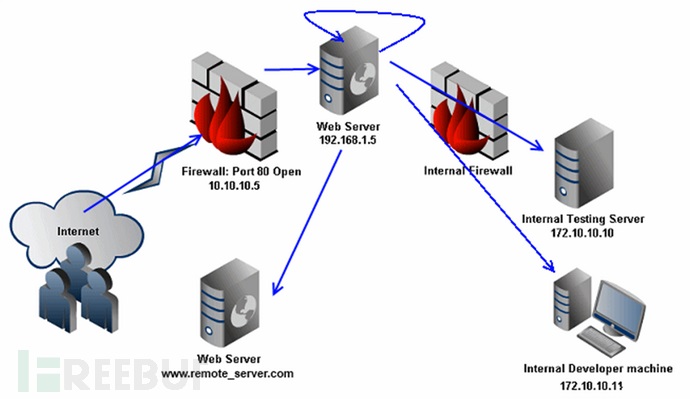 Web Server
192.168.1.5
Firewall: Port 80 Open
10.10.10.5
Internal Firewall
Internal Testing Server
172.10.10.10
Internet
Web Server
www.remote_server.com
Internal Developer machine
172.10.10.11
FREEBUF